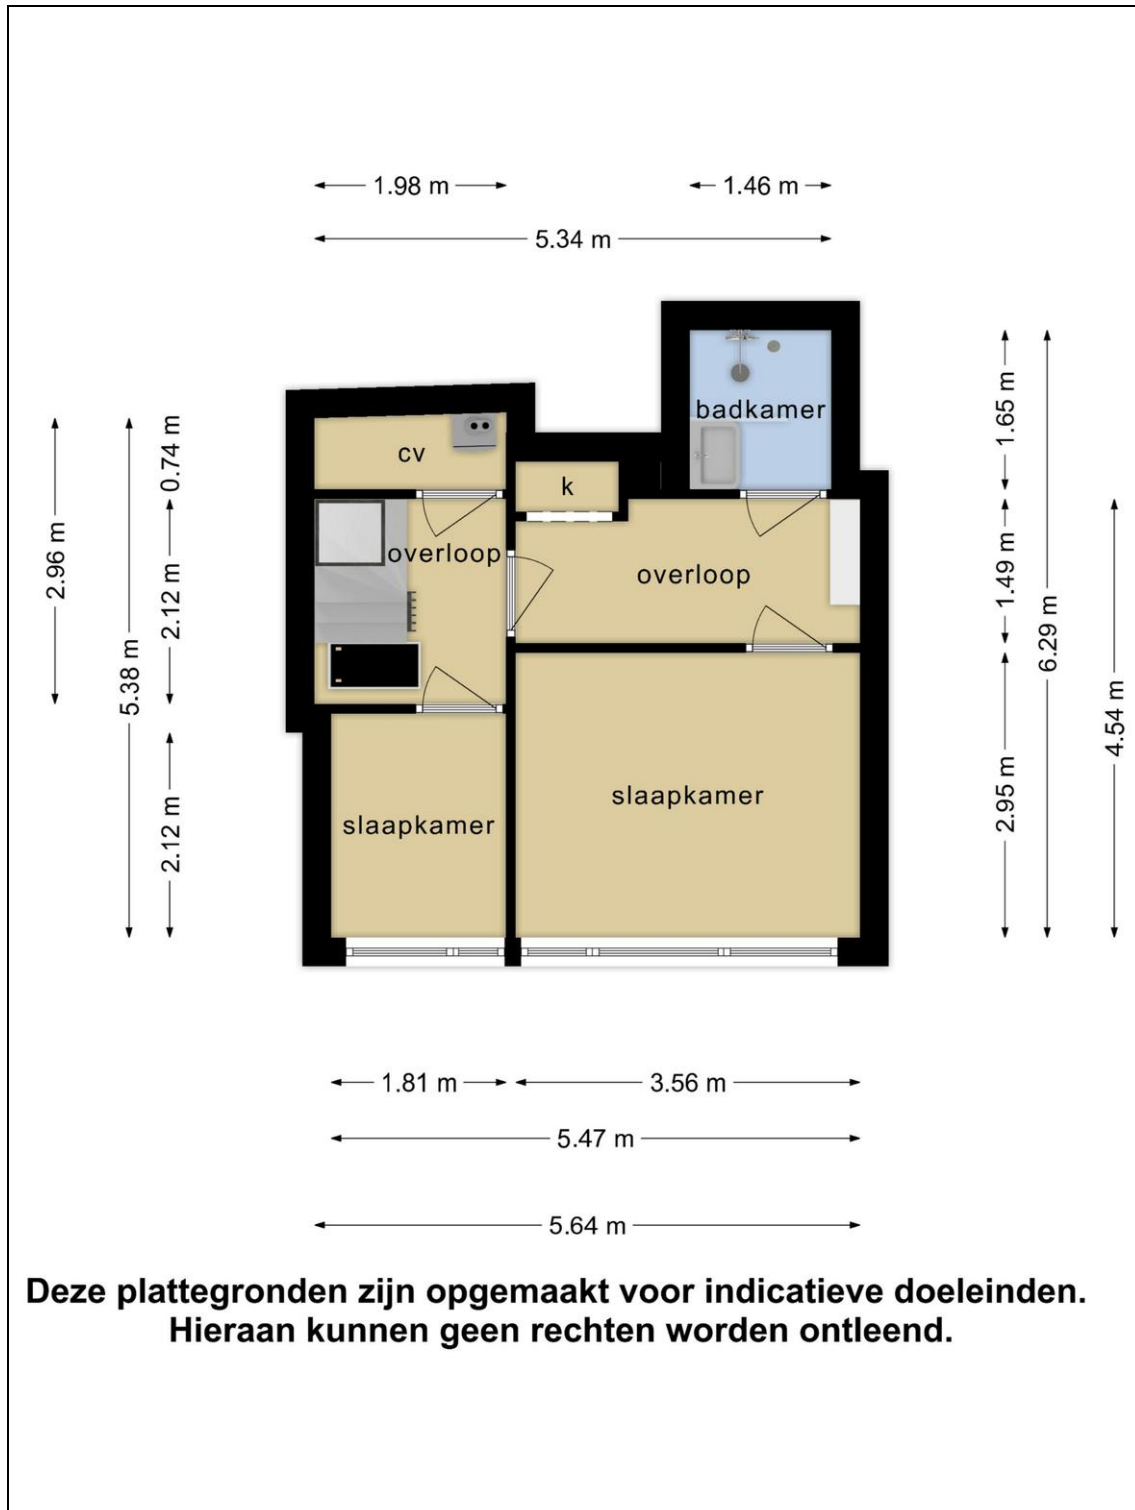 1.98 m
1.46 m
5.34 m
badkamer
cv
k
overloop
overloop
slaapkamer
slaapkamer
0.74 m
2.96 m
2.12 m
5.38 m
2.12 m
1.65 m
1.49 m
6.29 m
4.54 m
2.95 m
1.81 m
3.56 m
5.47 m
5.64 m
Deze plattegronden zijn opgemaakt voor indicatieve doeleinden.
Hieraan kunnen geen rechten worden ontleend.